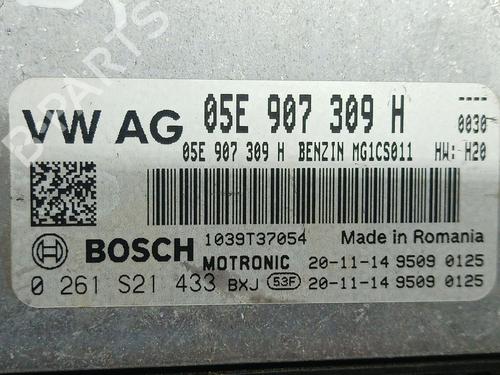 VW AG 05E 907 309 H
----
0030
05E 907 309 H BENZIN MG1CS011 HW: H20
BOSCH 1039T37054 Made in Romania
MOTRONIC 20-11-14 9509 0125
0 261 S21 433 BXJ 53F 20-11-14 9509 0125
B-PARTS